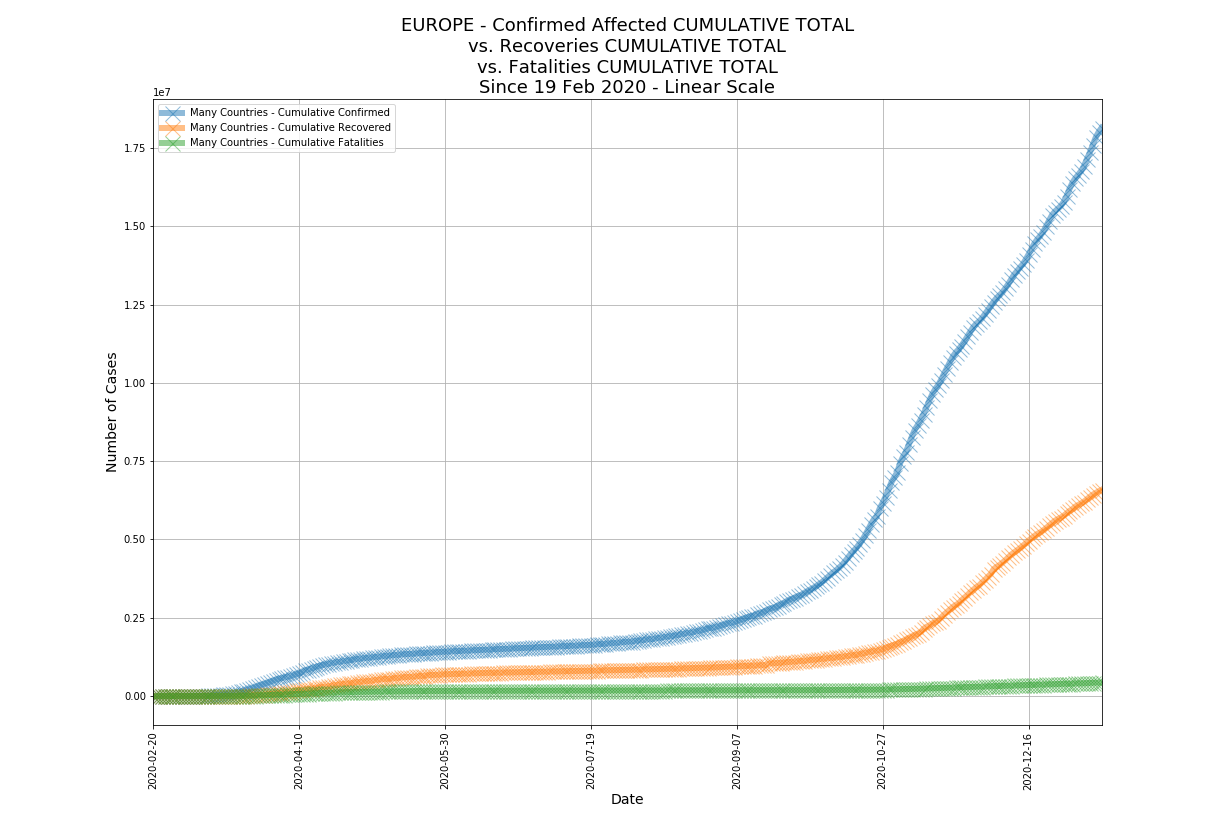 EUROPE - Confirmed Affected CUMULATIVE TOTAL
vs. Recoveries CUMULATIVE TOTAL
vs. Fatalities CUMULATIVE TOTAL
Since 19 Feb 2020 - Linear Scale
1e7
Many Countries - Cumulative Confirmed
Many Countries - Cumulative Recovered
Many Countries - Cumulative Fatalities
1.75
1.50
1.25
1.00
0.75
0.50
0.25
0.00
Number of Cases
2020-02-20
2020-04-10
2020-05-30
2020-07-19
2020-09-07
2020-10-27
2020-12-16
Date